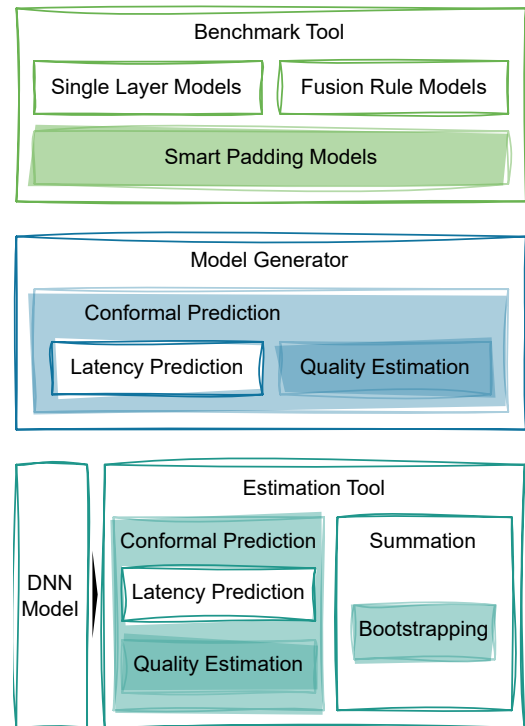 Benchmark Tool
Single Layer Models
Fusion Rule Models
Smart Padding Models
Model Generator
Conformal Prediction
Latency Prediction
Quality Estimation
DNN
Model
Estimation Tool
Conformal Prediction
Latency Prediction
Quality Estimation
Summation
Bootstrapping